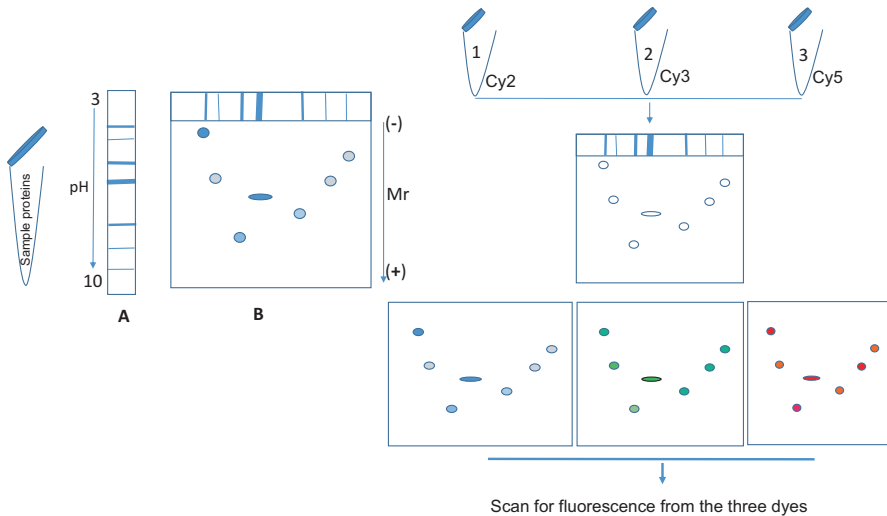 Sample proteins
3
pH
10
A
B
(-)
Mr
(+)
1
Cy2
2
Cy3
3
Cy5
Scan for fluorescence from the three dyes